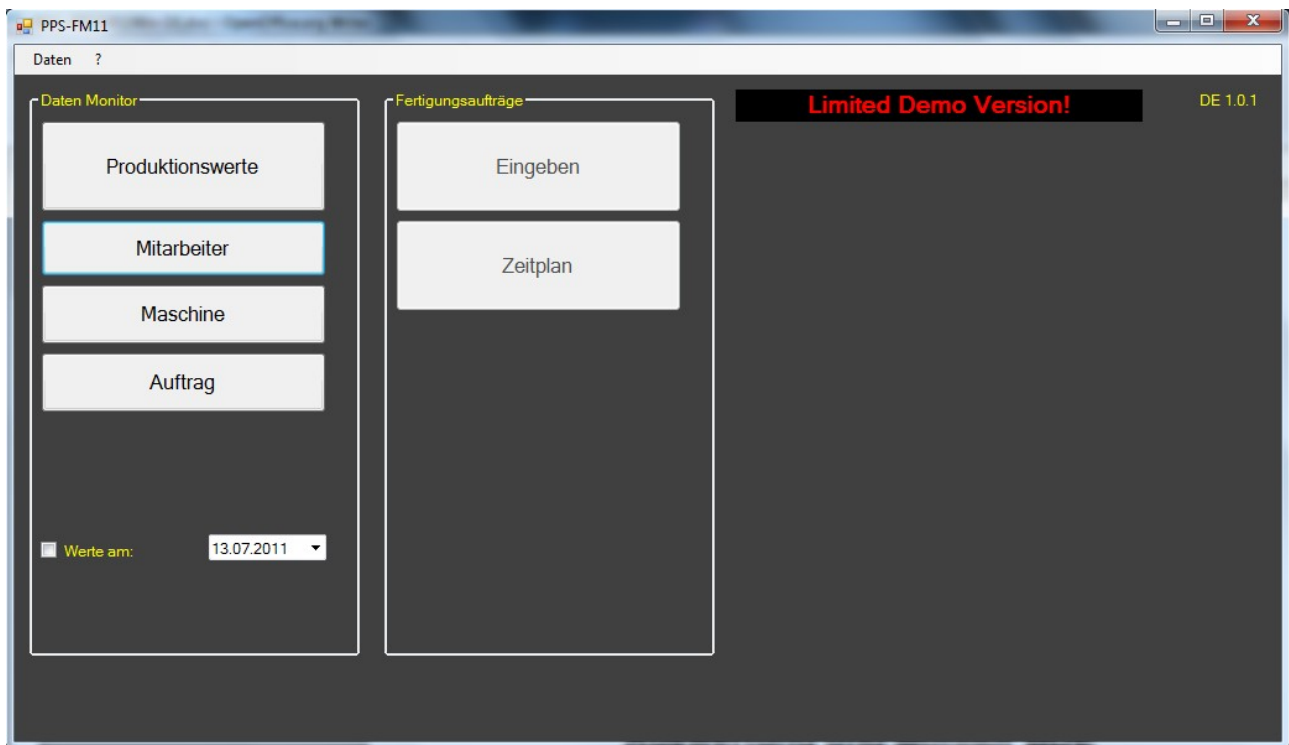 PPS-FM11
Daten ?
Daten Monitor
Produktionswerte
Mitarbeiter
Maschine
Auftrag
Werte am: 13.07.2011
Fertigungsaufträge
Eingeben
Zeitplan
Limited Demo Version!
DE 1.0.1